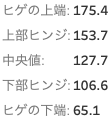 ヒゲの上端: 175.4
上部ヒンジ: 153.7
中央値: 127.7
下部ヒンジ: 106.6
ヒゲの下端: 65.1